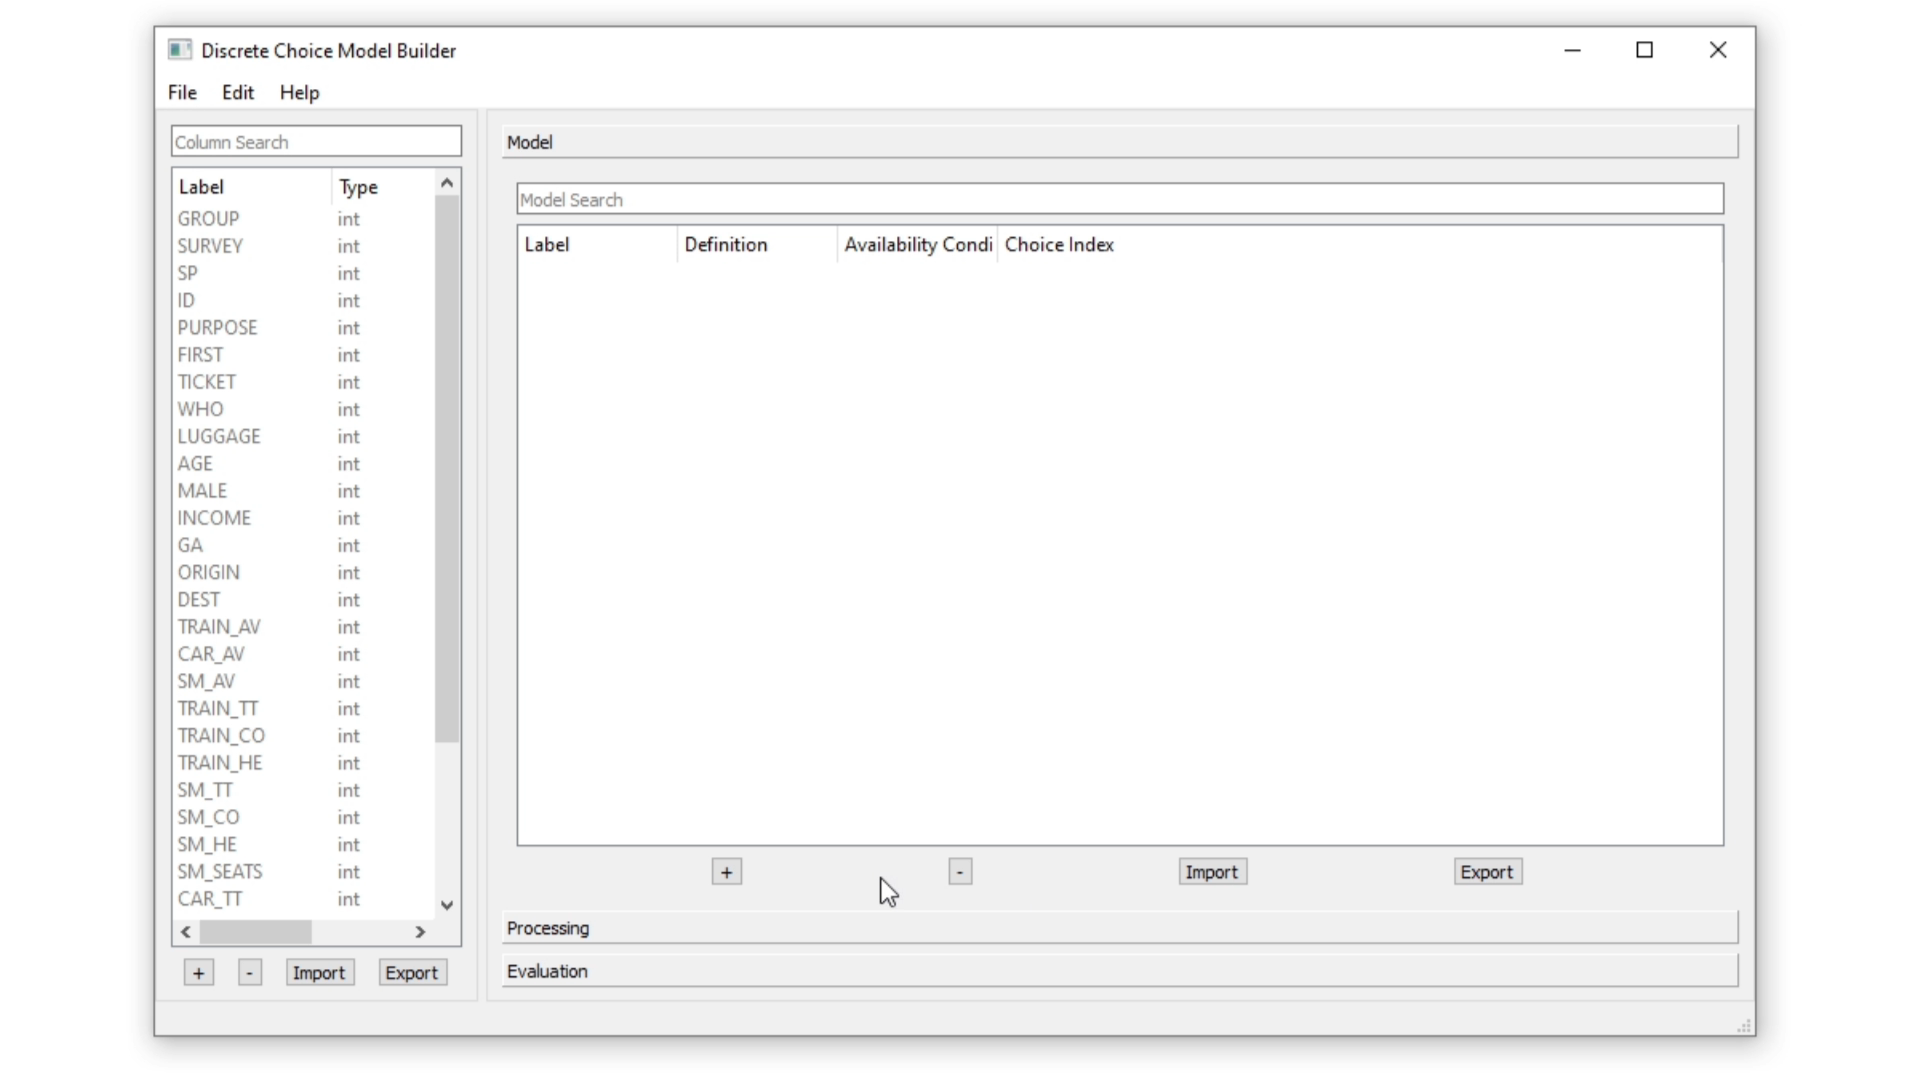 Discrete Choice Model Builder
File Edit Help
Column Search
Label Type
GROUP int
SURVEY int
SP int
ID int
PURPOSE int
FIRST int
TICKET int
WHO int
LUGGAGE int
AGE int
MALE int
INCOME int
GA int
ORIGIN int
DEST int
TRAIN_AV int
CAR_AV int
SM_AV int
TRAIN_TT int
TRAIN_CO int
TRAIN_HE int
SM_TT int
SM_CO int
SM_HE int
SM_SEATS int
CAR_TT int
+ - Import Export
Model
Model Search
Label Definition Availability Condi Choice Index
+ - Import Export
Processing
Evaluation